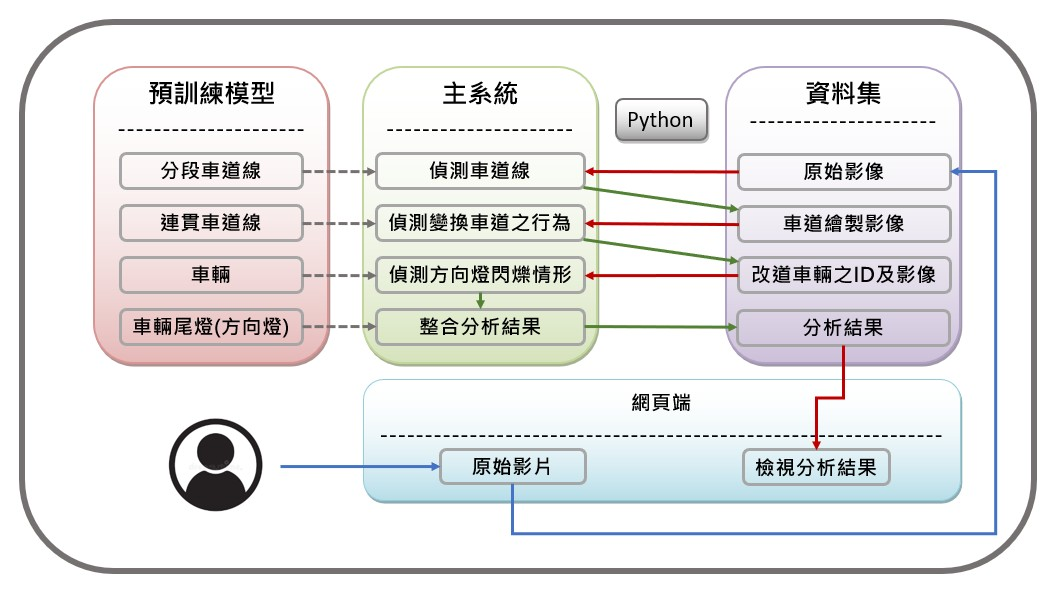 預訓練模型
分段車道線
連貫車道線
車輛
車輛尾燈(方向燈)
主系統
偵測車道線
偵測變換車道之行為
偵測方向燈閃爍情形
整合分析結果
Python
資料集
原始影像
車道繪製影像
改道車輛之ID及影像
分析結果
網頁端
原始影片
檢視分析結果